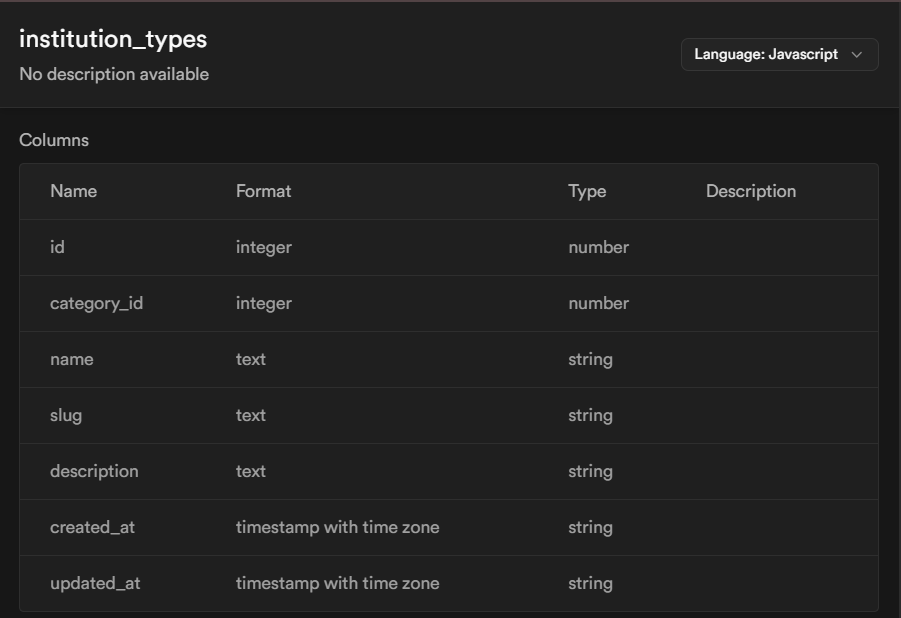 institution_types
No description available
Language: Javascript
Columns
Name Format Type Description
id integer number
category_id integer number
name text string
slug text string
description text string
created_at timestamp with time zone string
updated_at timestamp with time zone string